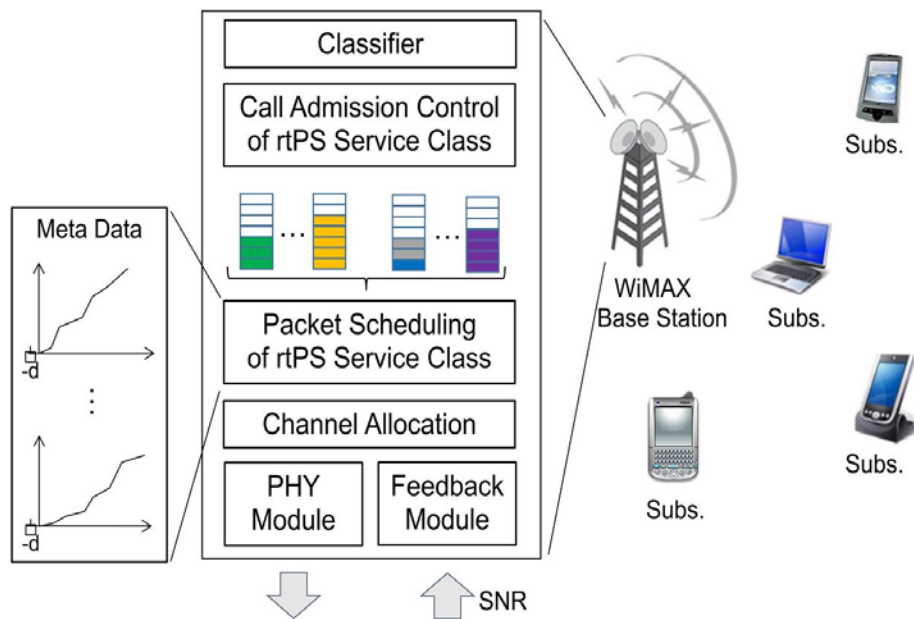 Classifier
Call Admission Control
of rtPS Service Class
...
...
Meta Data
-d
...
-d
Packet Scheduling
of rtPS Service Class
Channel Allocation
PHY
Module
Feedback
Module
SNR
WiMAX
Base Station
Subs.
Subs.
Subs.
Subs.